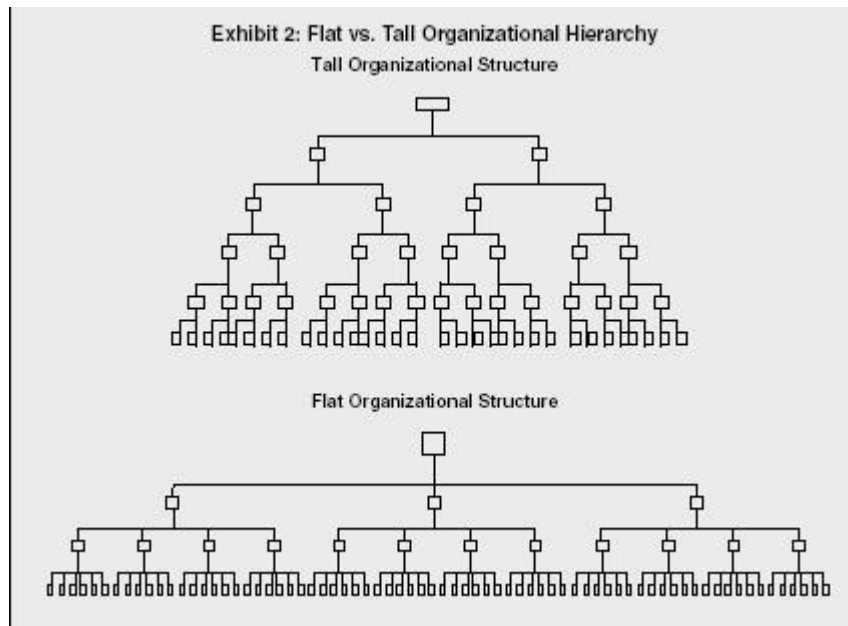 Exhibit 2: Flat vs. Tall Organizational Hierarchy
Tall Organizational Structure
Flat Organizational Structure